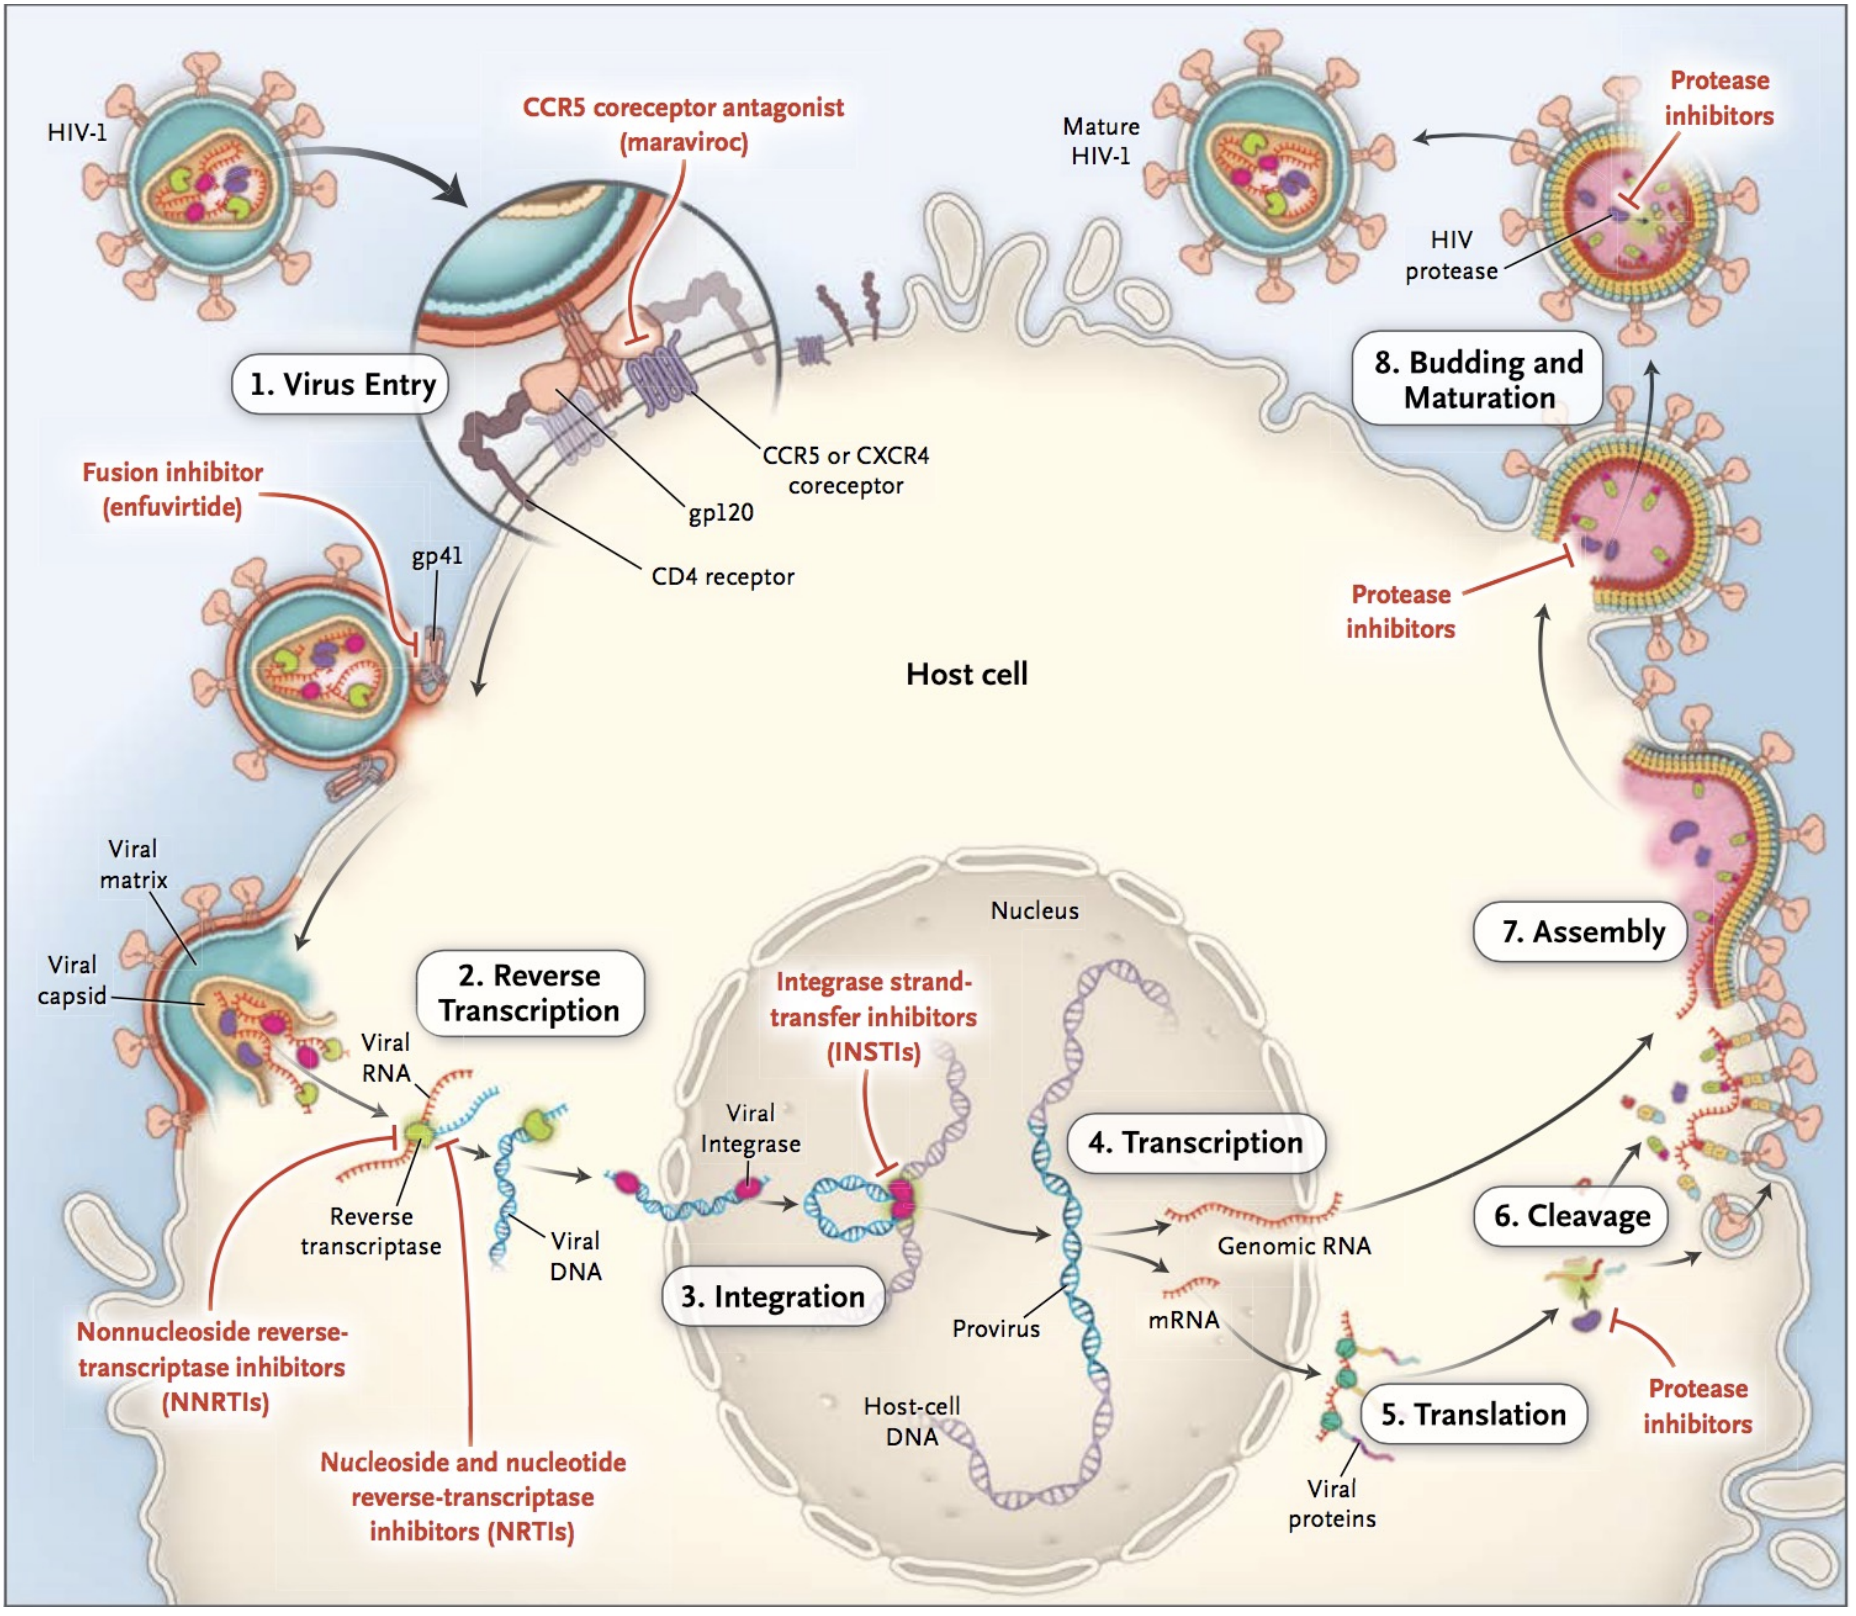 HIV-1
CCR5 coreceptor antagonist
(maraviroc)
Mature
HIV-1
Protease
inhibitors
HIV
protease
1. Virus Entry
8. Budding and
Maturation
CCR5 or CXCR4
coreceptor
gp120
CD4 receptor
Fusion inhibitor
(enfuvirtide)
gp41
Host cell
Protease
inhibitors
Viral
matrix
Viral
capsid
2. Reverse
Transcription
Viral
RNA
Reverse
transcriptase
Viral
DNA
Nucleus
Integrase strand-
transfer inhibitors
(INSTIs)
Viral
Integrase
3. Integration
4. Transcription
Genomic RNA
mRNA
Provirus
Host-cell
DNA
7. Assembly
6. Cleavage
5. Translation
Viral
proteins
Protease
inhibitors
Nonnucleoside reverse-
transcriptase inhibitors
(NNRTIs)
Nucleoside and nucleotide
reverse-transcriptase
inhibitors (NRTIs)